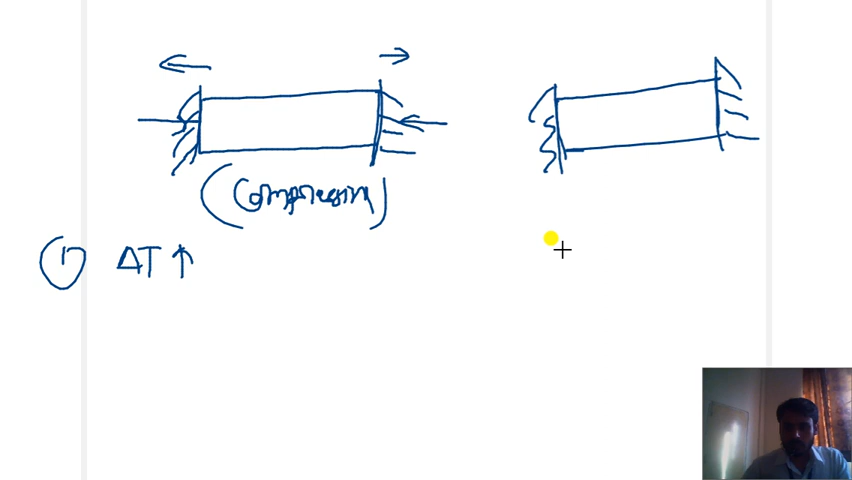 (Compression)
① ΔT ↑